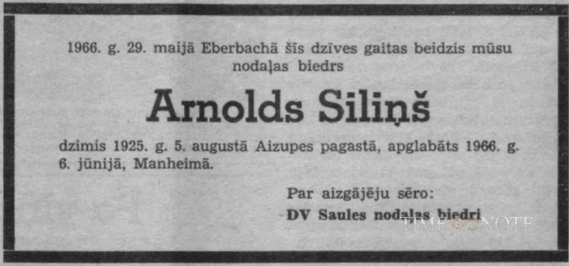 1966. g. 29. maijā Eberbachā šīs dzīves gaitas beidzis mūsu
nodaļas biedrs
Arnolds Siliņš
dzimis 1925. g. 5. augustā Aizupes pagastā, apglabāts 1966. g.
6. jūnijā, Manheimā.
Par aizgājēju sēro:
DV Saules nodaļas biedri
TIMENOTE